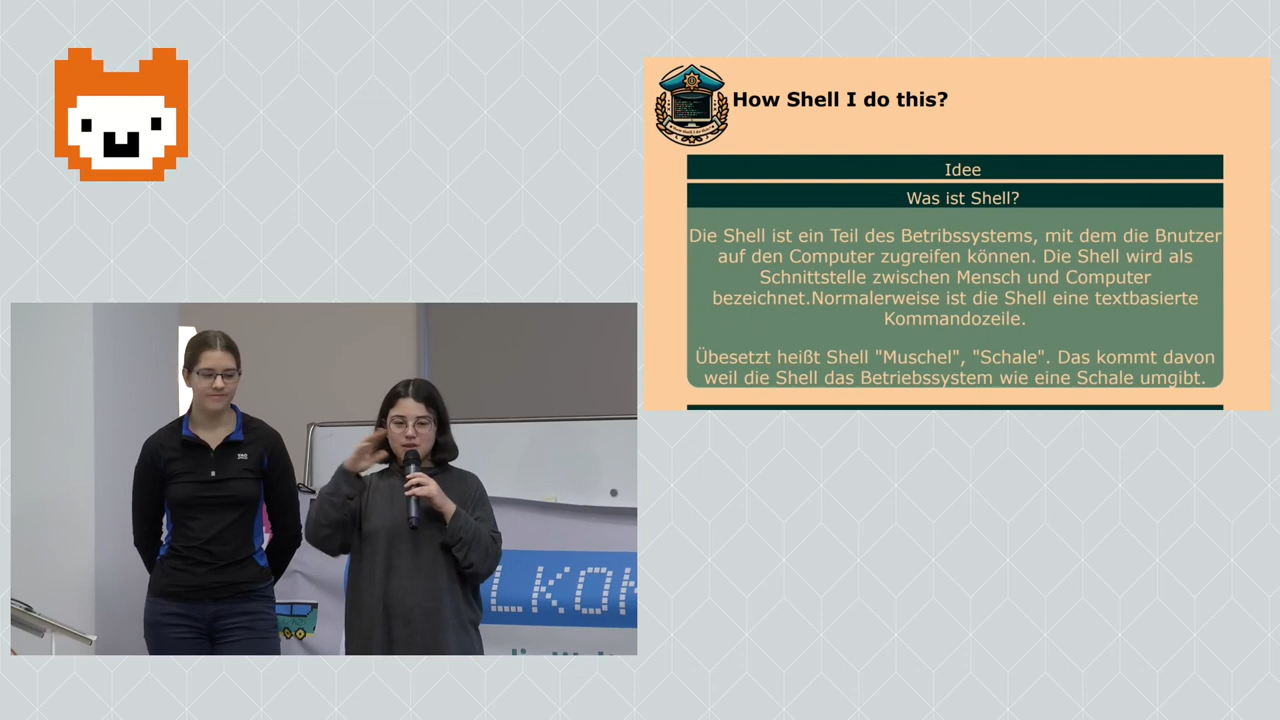 How Shell I do this?
Idee
Was ist Shell?
Die Shell ist ein Teil des Betribssystems, mit dem die Bnutzer
auf den Computer zugreifen können. Die Shell wird als
Schnittstelle zwischen Mensch und Computer
bezeichnet.Normalerweise ist die Shell eine textbasierte
Kommandozeile.
Übesetzt heißt Shell "Muschel", "Schale". Das kommt davon
weil die Shell das Betriebssystem wie eine Schale umgibt.
LKOM